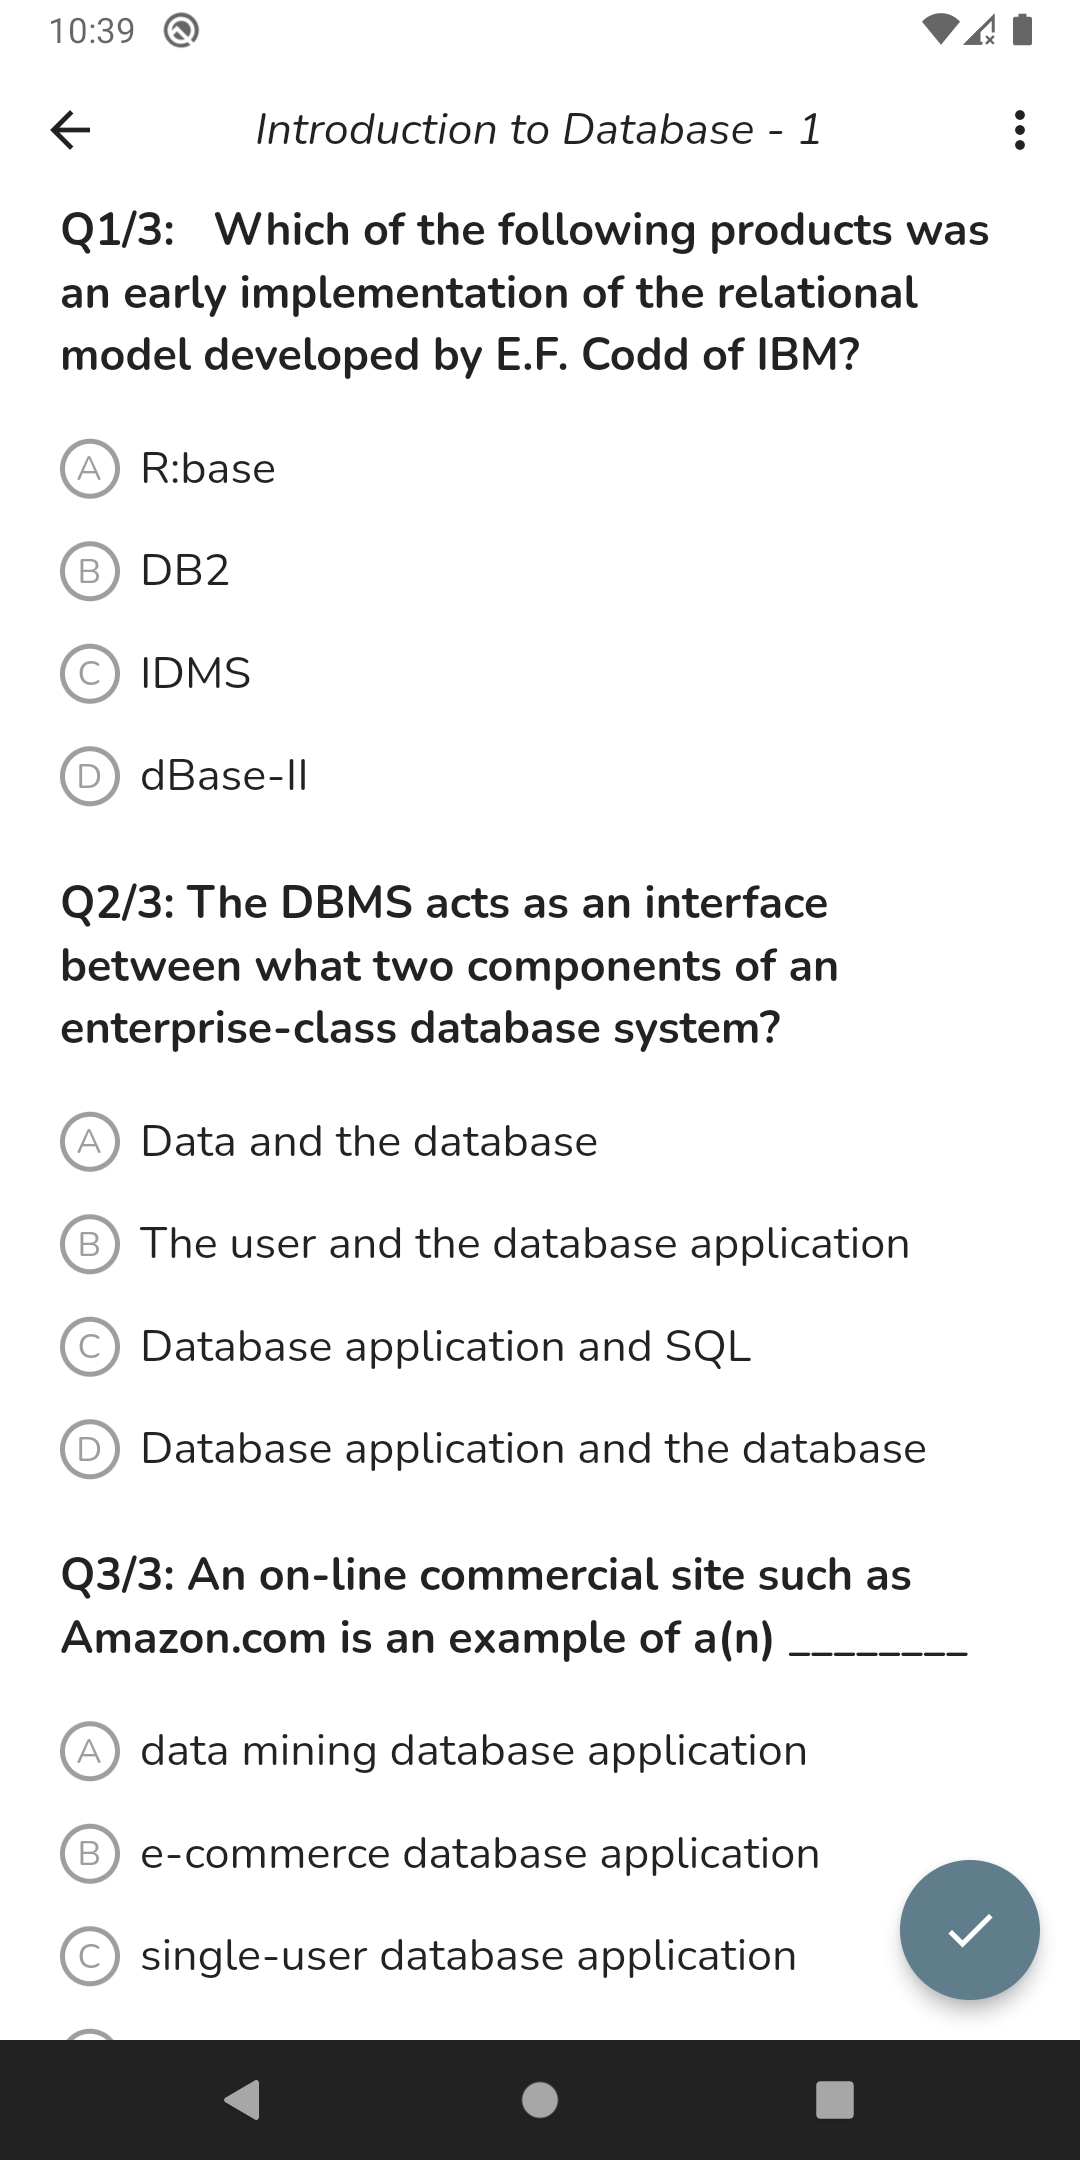 10:39
Introduction to Database - 1
Q1/3: Which of the following products was
an early implementation of the relational
model developed by E.F. Codd of IBM?
A R:base
B DB2
C IDMS
D dBase-II
Q2/3: The DBMS acts as an interface
between what two components of an
enterprise-class database system?
A Data and the database
B The user and the database application
C Database application and SQL
D Database application and the database
Q3/3: An on-line commercial site such as
Amazon.com is an example of a(n) ________
A data mining database application
B e-commerce database application
C single-user database application